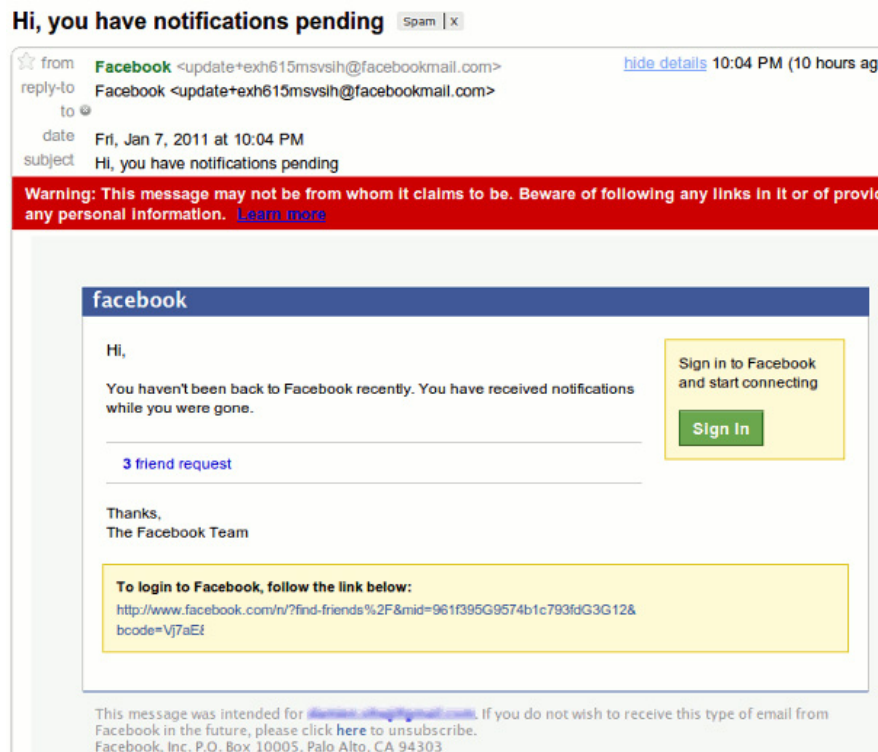 Hi, you have notifications pending Spam | x
from Facebook <update+exh615msvsih@facebookmail.com> hide details 10:04 PM (10 hours ag
reply-to Facebook <update+exh615msvsih@facebookmail.com>
to
date Fri, Jan 7, 2011 at 10:04 PM
subject Hi, you have notifications pending
Warning: This message may not be from whom it claims to be. Beware of following any links in it or of provid
any personal information. Learn more
facebook
Hi,
You haven't been back to Facebook recently. You have received notifications
while you were gone.
3 friend request
Thanks,
The Facebook Team
Sign in to Facebook
and start connecting
Sign In
To login to Facebook, follow the link below:
http://www.facebook.com/n/?find-friends%2F&mid=961f395G9574b1c793fdG3G12&
bcode=Vj7aE&
This message was intended for If you do not wish to receive this type of email from
Facebook in the future, please click here to unsubscribe.
Facebook, Inc. P.O. Box 10005, Palo Alto, CA 94303